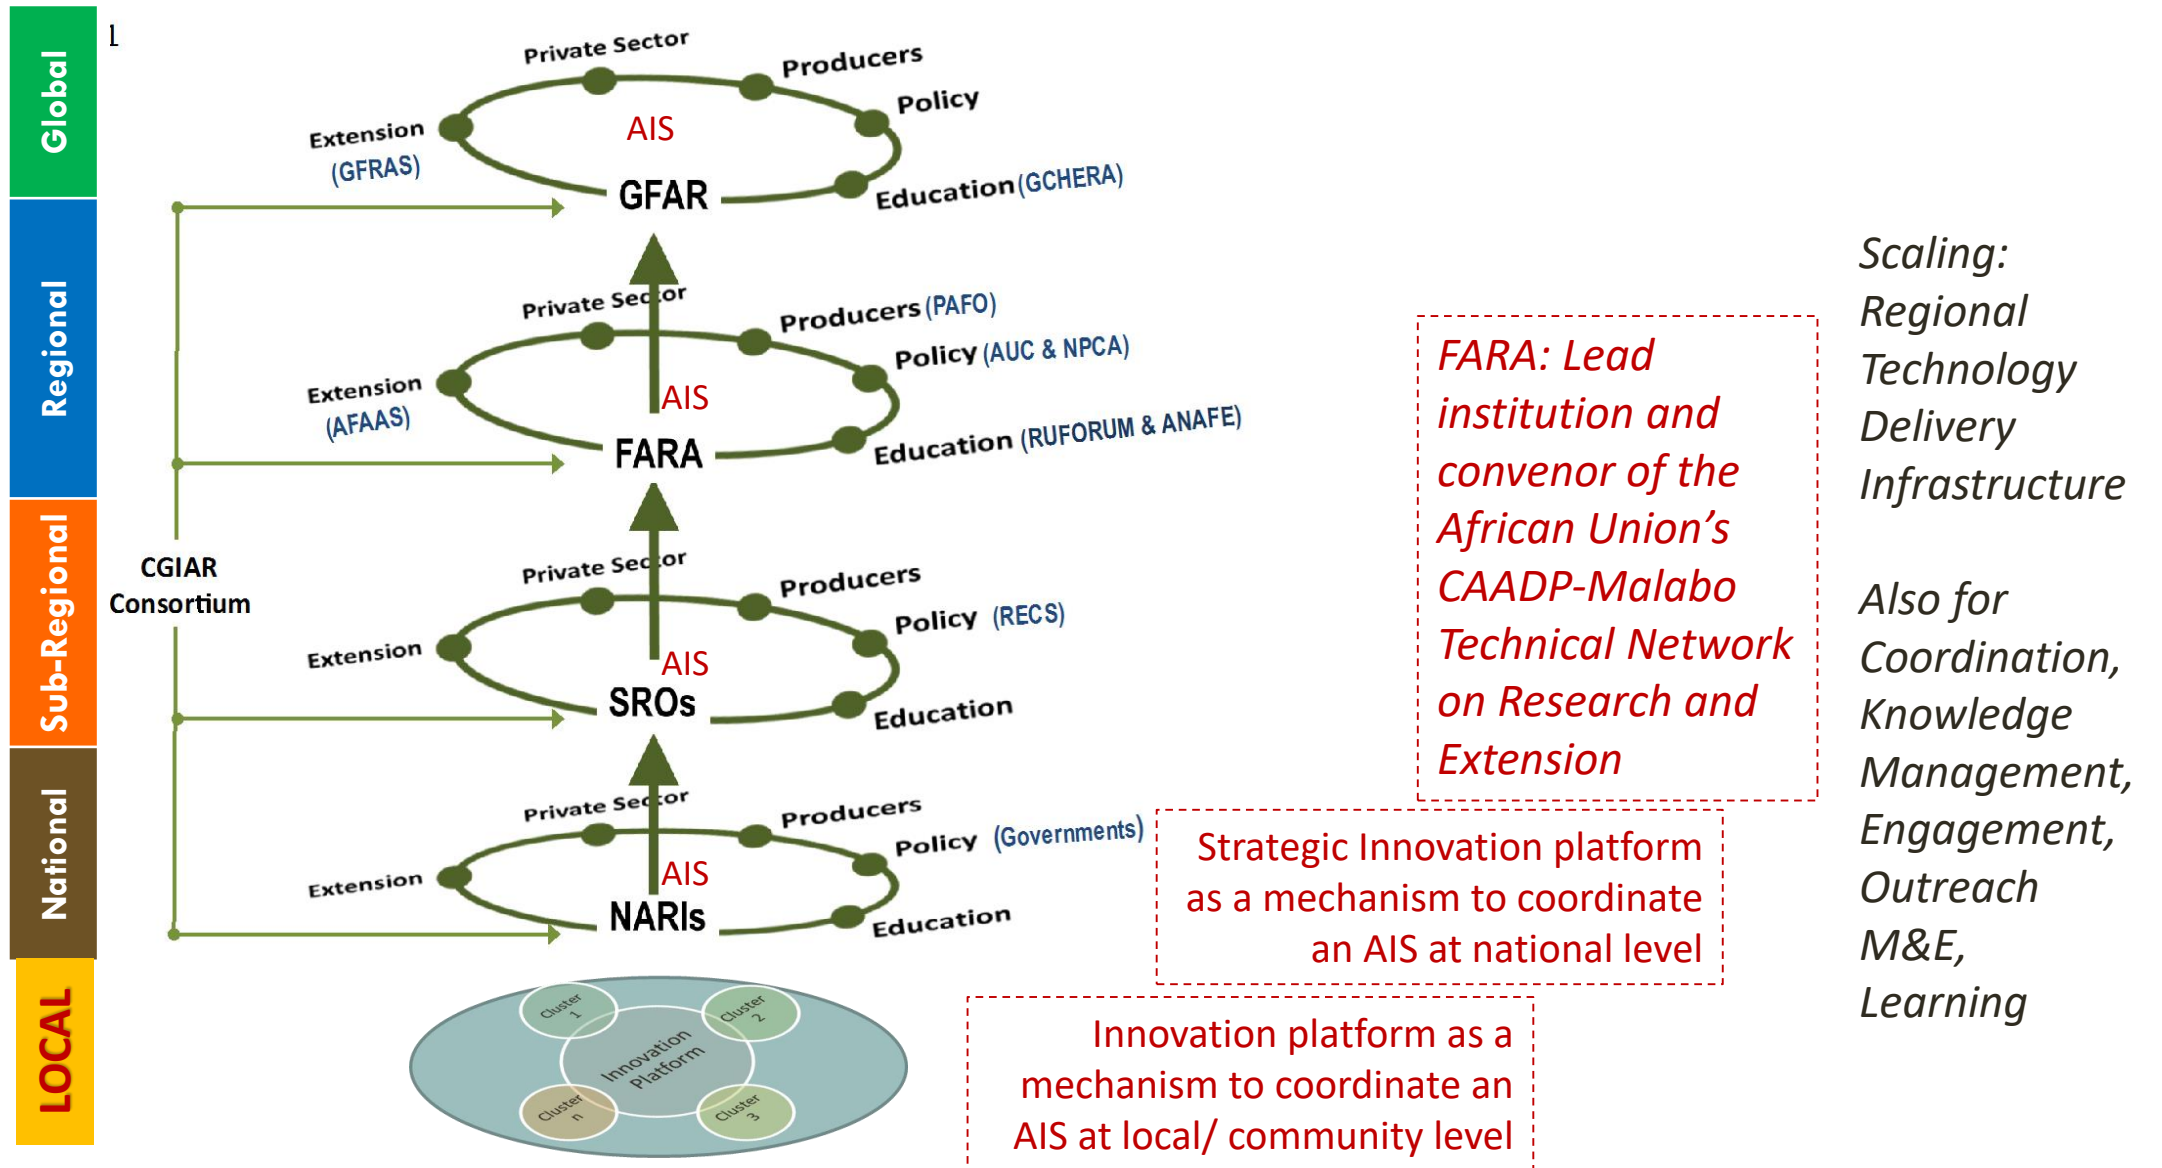 1
Global
Private Sector
Producers
Policy
Extension
(GFRAS)
AIS
GFAR
Education (GCHERA)
Regional
Private Sector
Producers (PAFO)
Policy (AUC & NPCA)
Extension
(AFAAS)
AIS
FARA
Education (RUFORUM & ANAFE)
Sub-Regional
CGIAR
Consortium
Private Sector
Producers
Policy (RECS)
Extension
AIS
SROs
Education
National
Private Sector
Producers
Policy (Governments)
Extension
AIS
NARIs
Education
LOCAL
Cluster
1
Cluster
2
Innovation
Platform
Cluster
n
Cluster
3
FARA: Lead
institution and
convenor of the
African Union’s
CAADP-Malabo
Technical Network
on Research and
Extension
Strategic Innovation platform
as a mechanism to coordinate
an AIS at national level
Innovation platform as a
mechanism to coordinate an
AIS at local/ community level
Scaling:
Regional
Technology
Delivery
Infrastructure
Also for
Coordination,
Knowledge
Management,
Engagement,
Outreach
M&E,
Learning